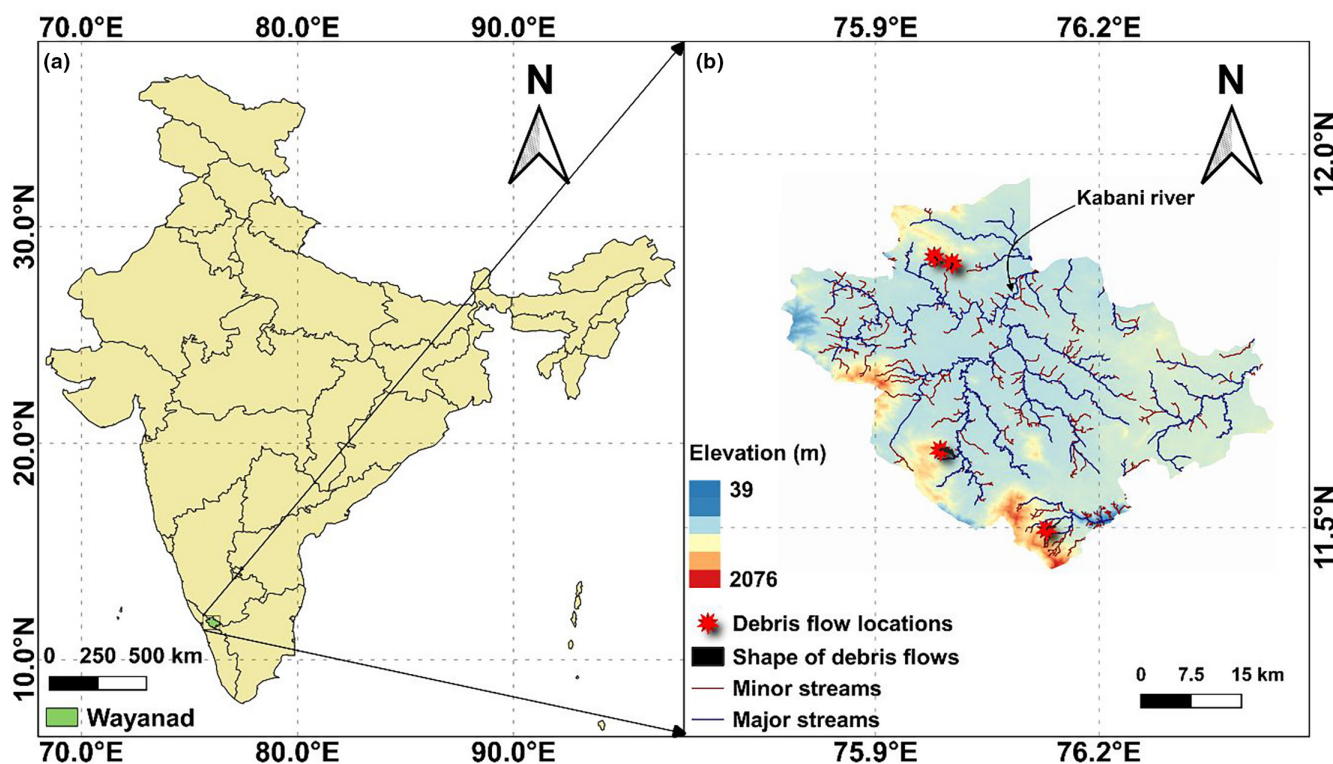 70.0°E 80.0°E 90.0°E 75.9°E 76.2°E
(a)
N
30.0°N
20.0°N
10.0°N
0 250 500 km
Wayanad
70.0°E 80.0°E 90.0°E
(b)
N
12.0°N
Kabani river
11.5°N
Elevation (m)
39
2076
Debris flow locations
Shape of debris flows
Minor streams
Major streams
0 7.5 15 km
75.9°E 76.2°E